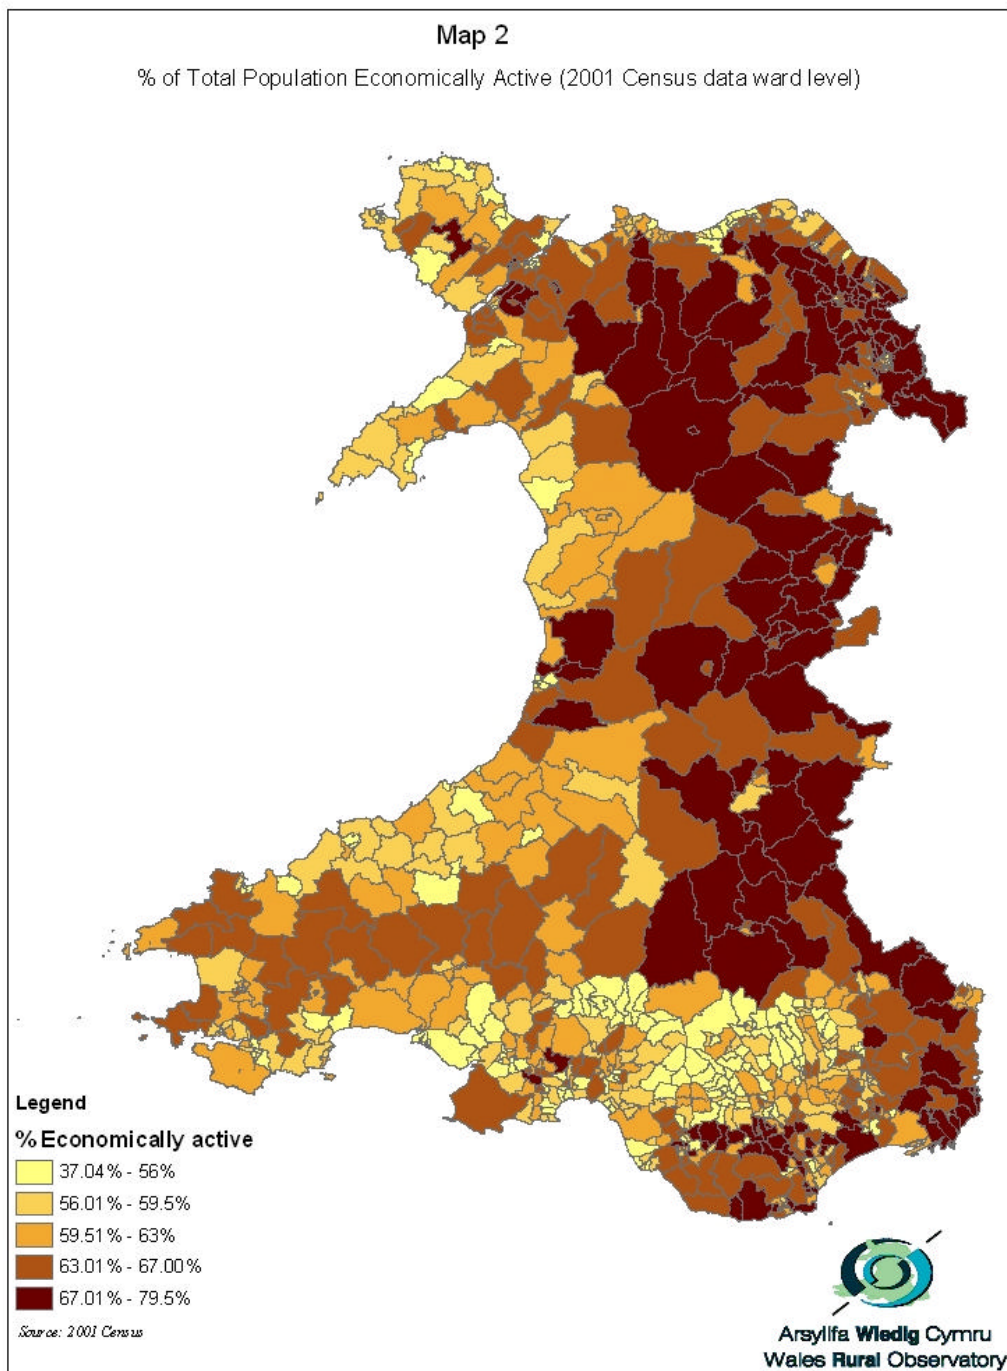 Map 2
% of Total Population Economically Active (2001 Census data ward level)
Legend
% Economically active
37.04% - 56%
56.01% - 59.5%
59.51% - 63%
63.01% - 67.00%
67.01% - 79.5%
Source: 2001 Census
Arsyllfa Wledig Cymru
Wales Rural Observatory